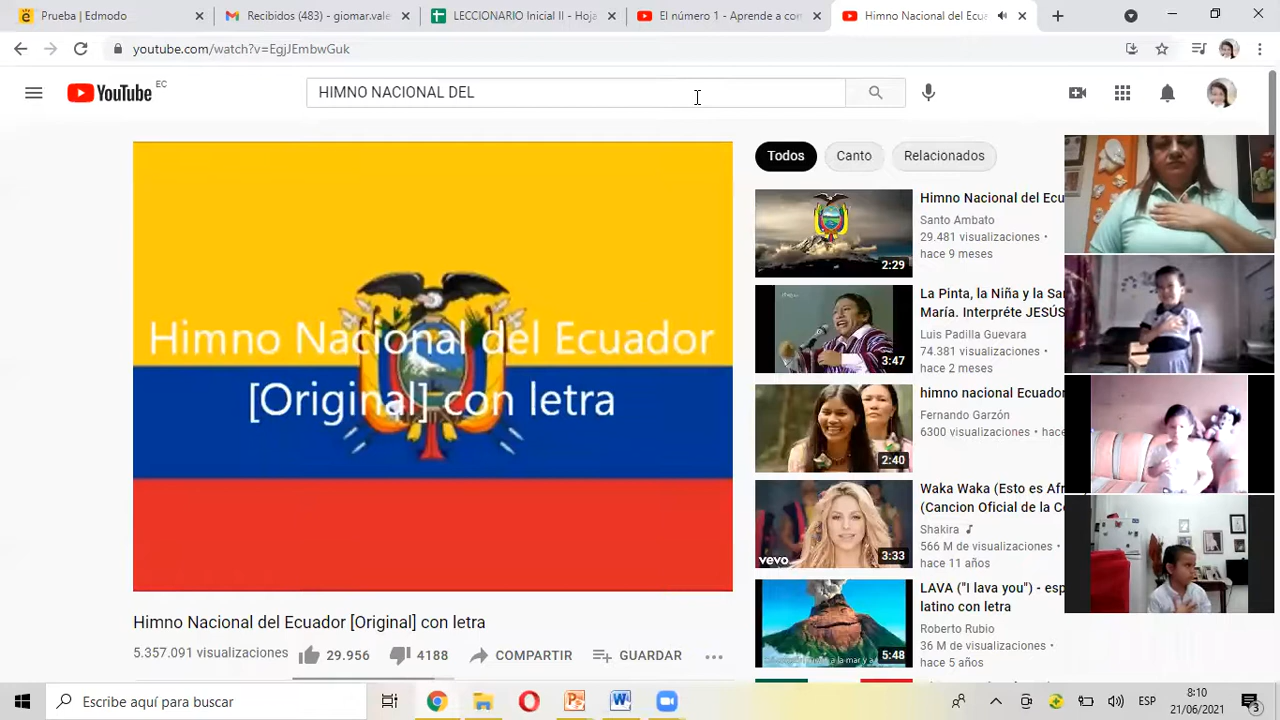 Prueba | Edmodo
Recibidos (483) - giomar.vale
LECCIONARIO Inicial II - Hoja
El número 1 - Aprende a con
Himno Nacional del Ecu
youtube.com/watch?v=EgjJEmbwGuk
YouTube
EC
HIMNO NACIONAL DEL
Himno Nacional del Ecuador
[Original] con letra
Himno Nacional del Ecuador [Original] con letra
5.357.091 visualizaciones
29.956
4188
COMPARTIR
GUARDAR
Todos
Canto
Relacionados
2:29
Himno Nacional del Ecu
Santo Ambato
29.481 visualizaciones •
hace 9 meses
3:47
La Pinta, la Niña y la Sa
María. Interpréte JESÚS
Luis Padilla Guevara
74.381 visualizaciones •
hace 2 meses
2:40
himno nacional Ecuador
Fernando Garzón
6300 visualizaciones • hace
vevo
3:33
Waka Waka (Esto es Afr
(Cancion Oficial de la C
Shakira
566 M de visualizaciones •
hace 11 años
5:48
LAVA ("I lava you") - esp
latino con letra
Roberto Rubio
36 M de visualizaciones •
hace 5 años
Escribe aquí para buscar
ESP
8:10
21/06/2021
3